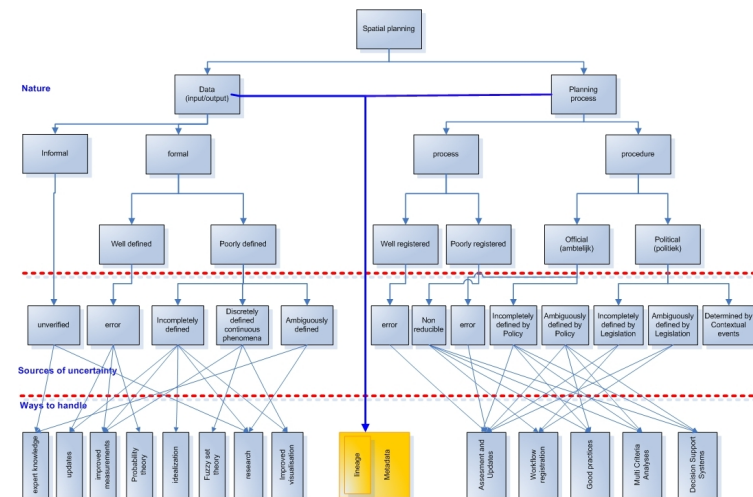 Spatial planning
Nature
Data
(input/output)
Planning
process
Informal
formal
process
procedure
Well defined
Poorly defined
Well registered
Poorly registered
Official
(ambtelijk)
Political
(politiek)
unverified
error
Incompletely
defined
Discretely
defined
continuous
phenomena
Ambiguously
defined
error
Non
reducible
error
Incompletely
defined by
Policy
Ambiguously
defined by
Policy
Incompletely
defined by
Legislation
Ambiguously
defined by
Legislation
Determined by
Contextual
events
Sources of uncertainty
Ways to handle
expert knowledge
updates
improved
measurements
Probability
theory
idealization
Fuzzy set
theory
research
Improved
visualisation
lineage
Metadata
Assesment and
Updates
Workflow
registration
Good practices
Multi Criteria
Analyses
Decision Support
Systems